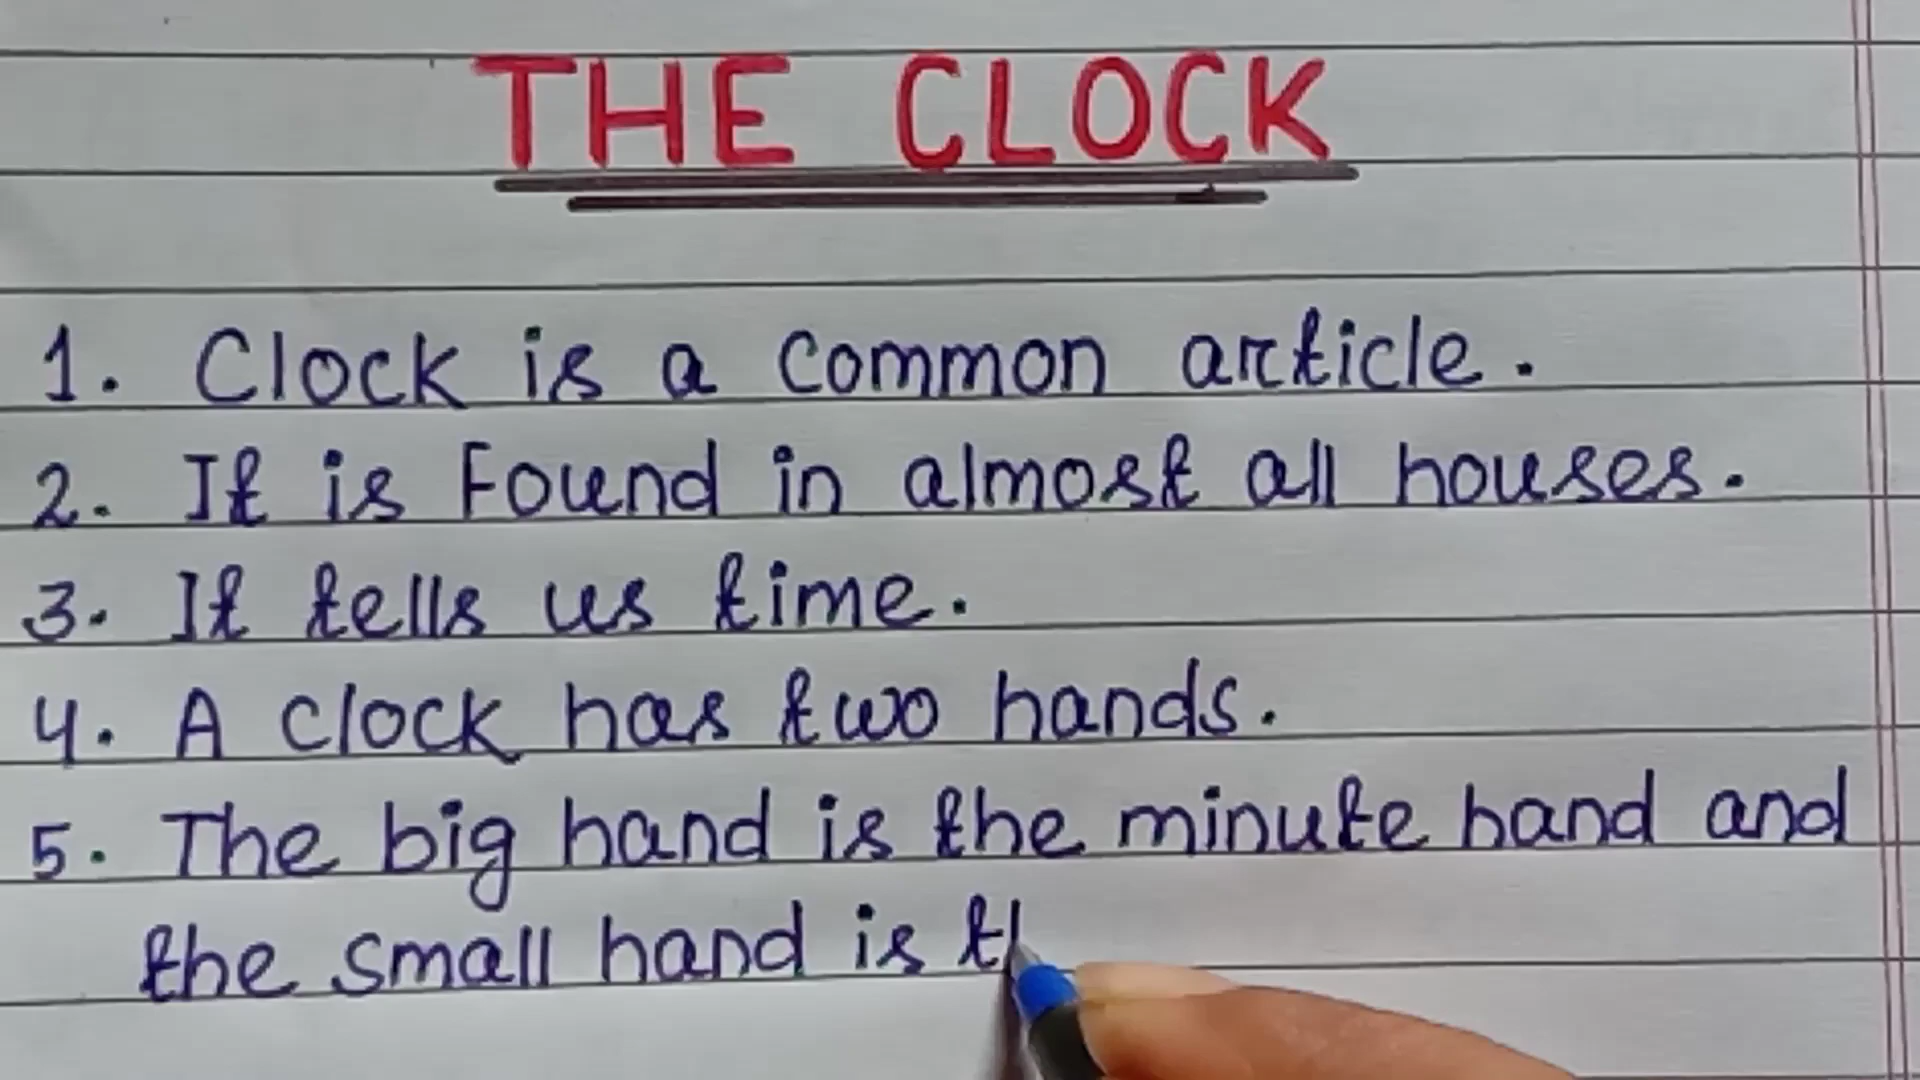 THE CLOCK
1. Clock is a common article.
2. It is Found in almost all houses.
3. It tells us time.
4. A clock has two hands.
5. The big hand is the minute hand and
the small hand is th